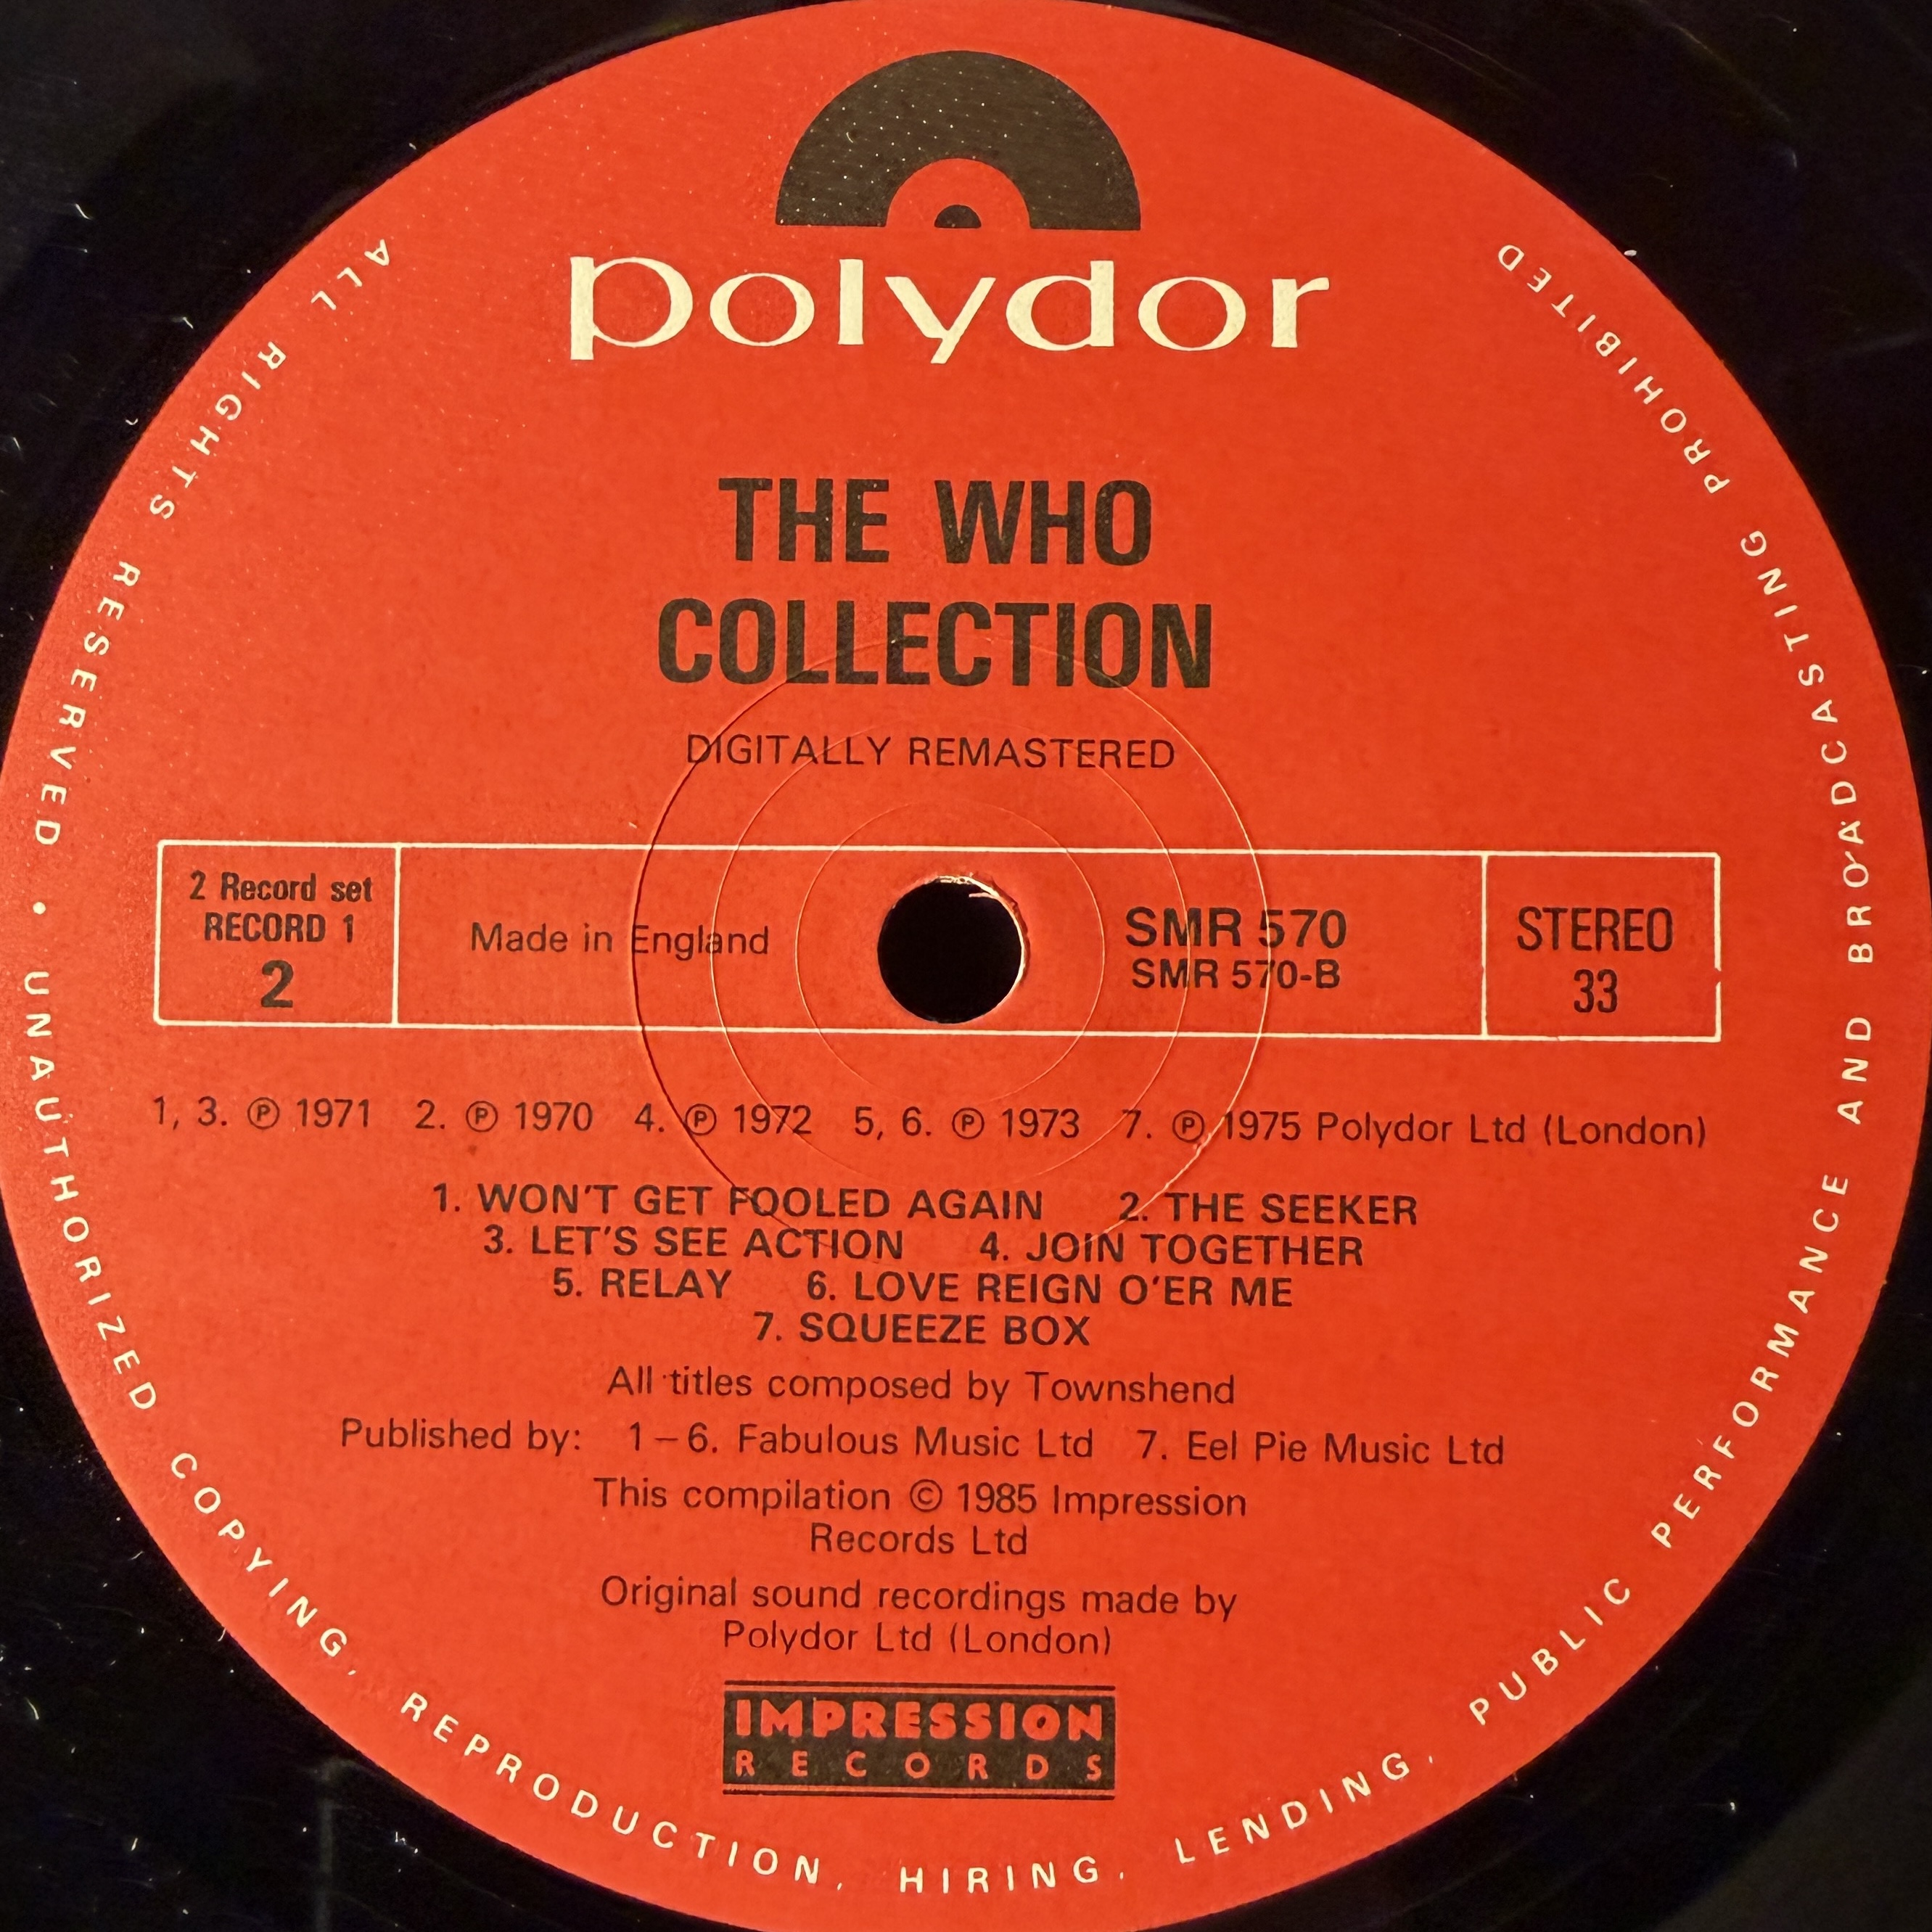 polydor
THE WHO
COLLECTION
DIGITALLY REMASTERED
2 Record set
RECORD 1
2
Made in England
SMR 570
SMR 570-B
STEREO
33
1, 3. ℗ 1971 2. ℗ 1970 4. ℗ 1972 5, 6. ℗ 1973 7. ℗ 1975 Polydor Ltd (London)
1. WON'T GET FOOLED AGAIN 2. THE SEEKER
3. LET'S SEE ACTION 4. JOIN TOGETHER
5. RELAY 6. LOVE REIGN O'ER ME
7. SQUEEZE BOX
All titles composed by Townshend
Published by: 1–6. Fabulous Music Ltd 7. Eel Pie Music Ltd
This compilation © 1985 Impression
Records Ltd
Original sound recordings made by
Polydor Ltd (London)
IMPRESSION
RECORDS
ALL RIGHTS RESERVED • UNAUTHORIZED COPYING, REPRODUCTION, HIRING, LENDING, PUBLIC PERFORMANCE AND BROADCASTING PROHIBITED